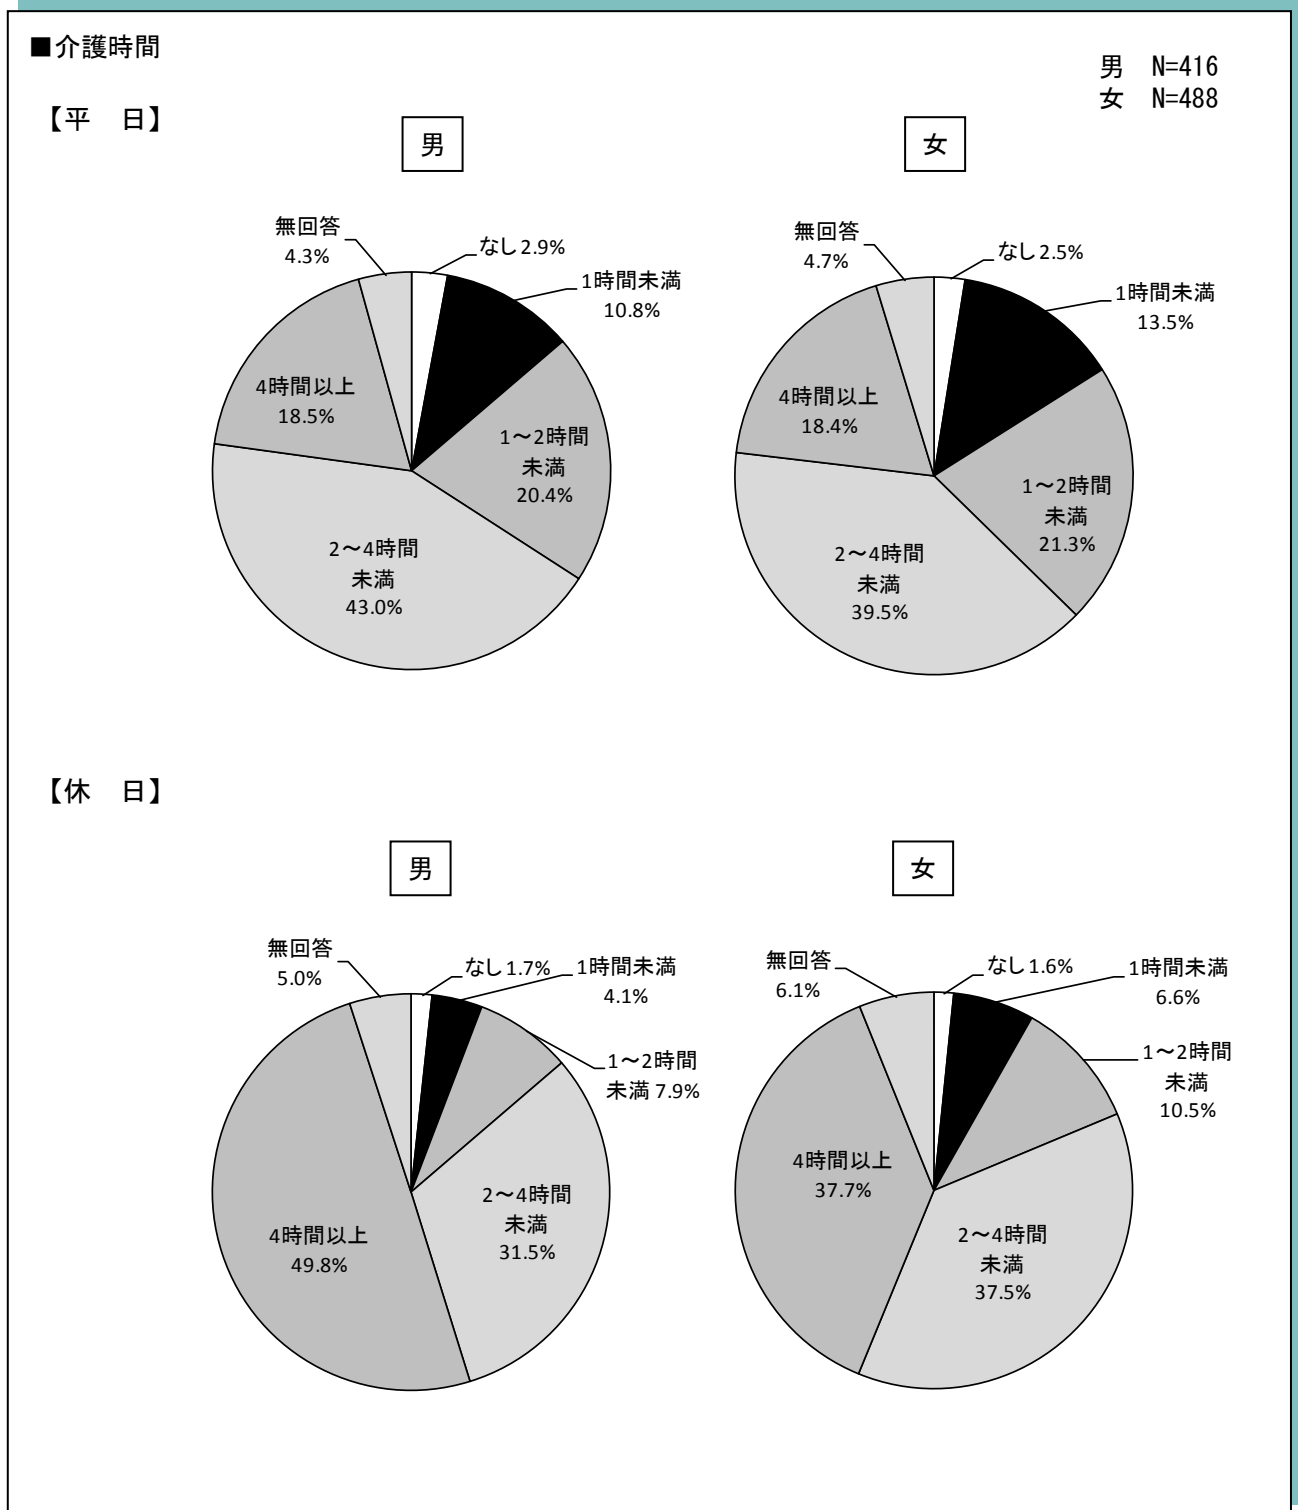 ■介護時間
男　N=416
女　N=488
【平　日】
男
女
無回答
4.3%
なし2.9%
1時間未満
10.8%
1～2時間
未満
20.4%
2～4時間
未満
43.0%
4時間以上
18.5%
無回答
4.7%
なし2.5%
1時間未満
13.5%
1～2時間
未満
21.3%
2～4時間
未満
39.5%
4時間以上
18.4%
【休　日】
男
女
無回答
5.0%
なし1.7%
1時間未満
4.1%
1～2時間
未満7.9%
2～4時間
未満
31.5%
4時間以上
49.8%
無回答
6.1%
なし1.6%
1時間未満
6.6%
1～2時間
未満
10.5%
2～4時間
未満
37.5%
4時間以上
37.7%